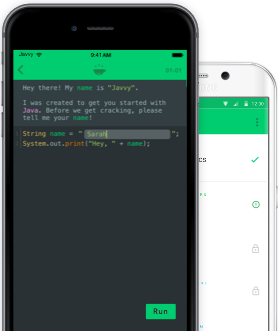 Javvy
9:41 AM
Hey there! My name is "Javvy".
I was created to get you started with
Java. Before we get cracking, please
tell me your name!
String name = " Sarah ";
System.out.print("Hey, " + name);
Run
12:30
cs